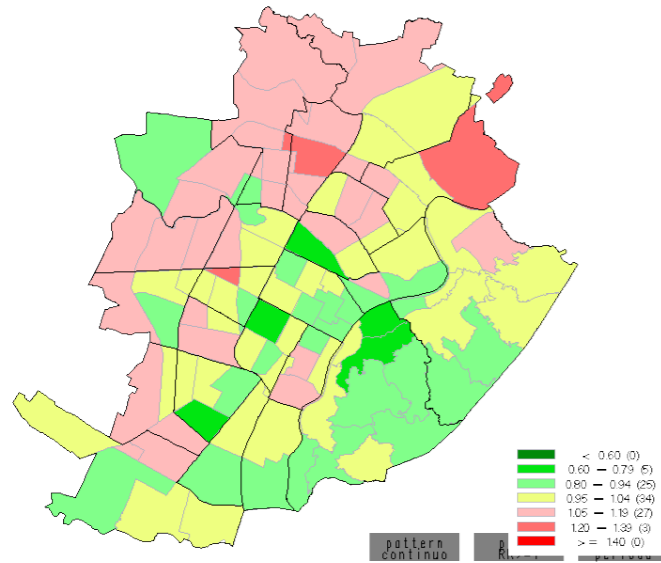 < 0.60 (0)
0.60 – 0.79 (5)
0.80 – 0.94 (25)
0.95 – 1.04 (34)
1.05 – 1.19 (27)
1.20 – 1.39 (3)
>= 1.40 (0)
pattern
continuo